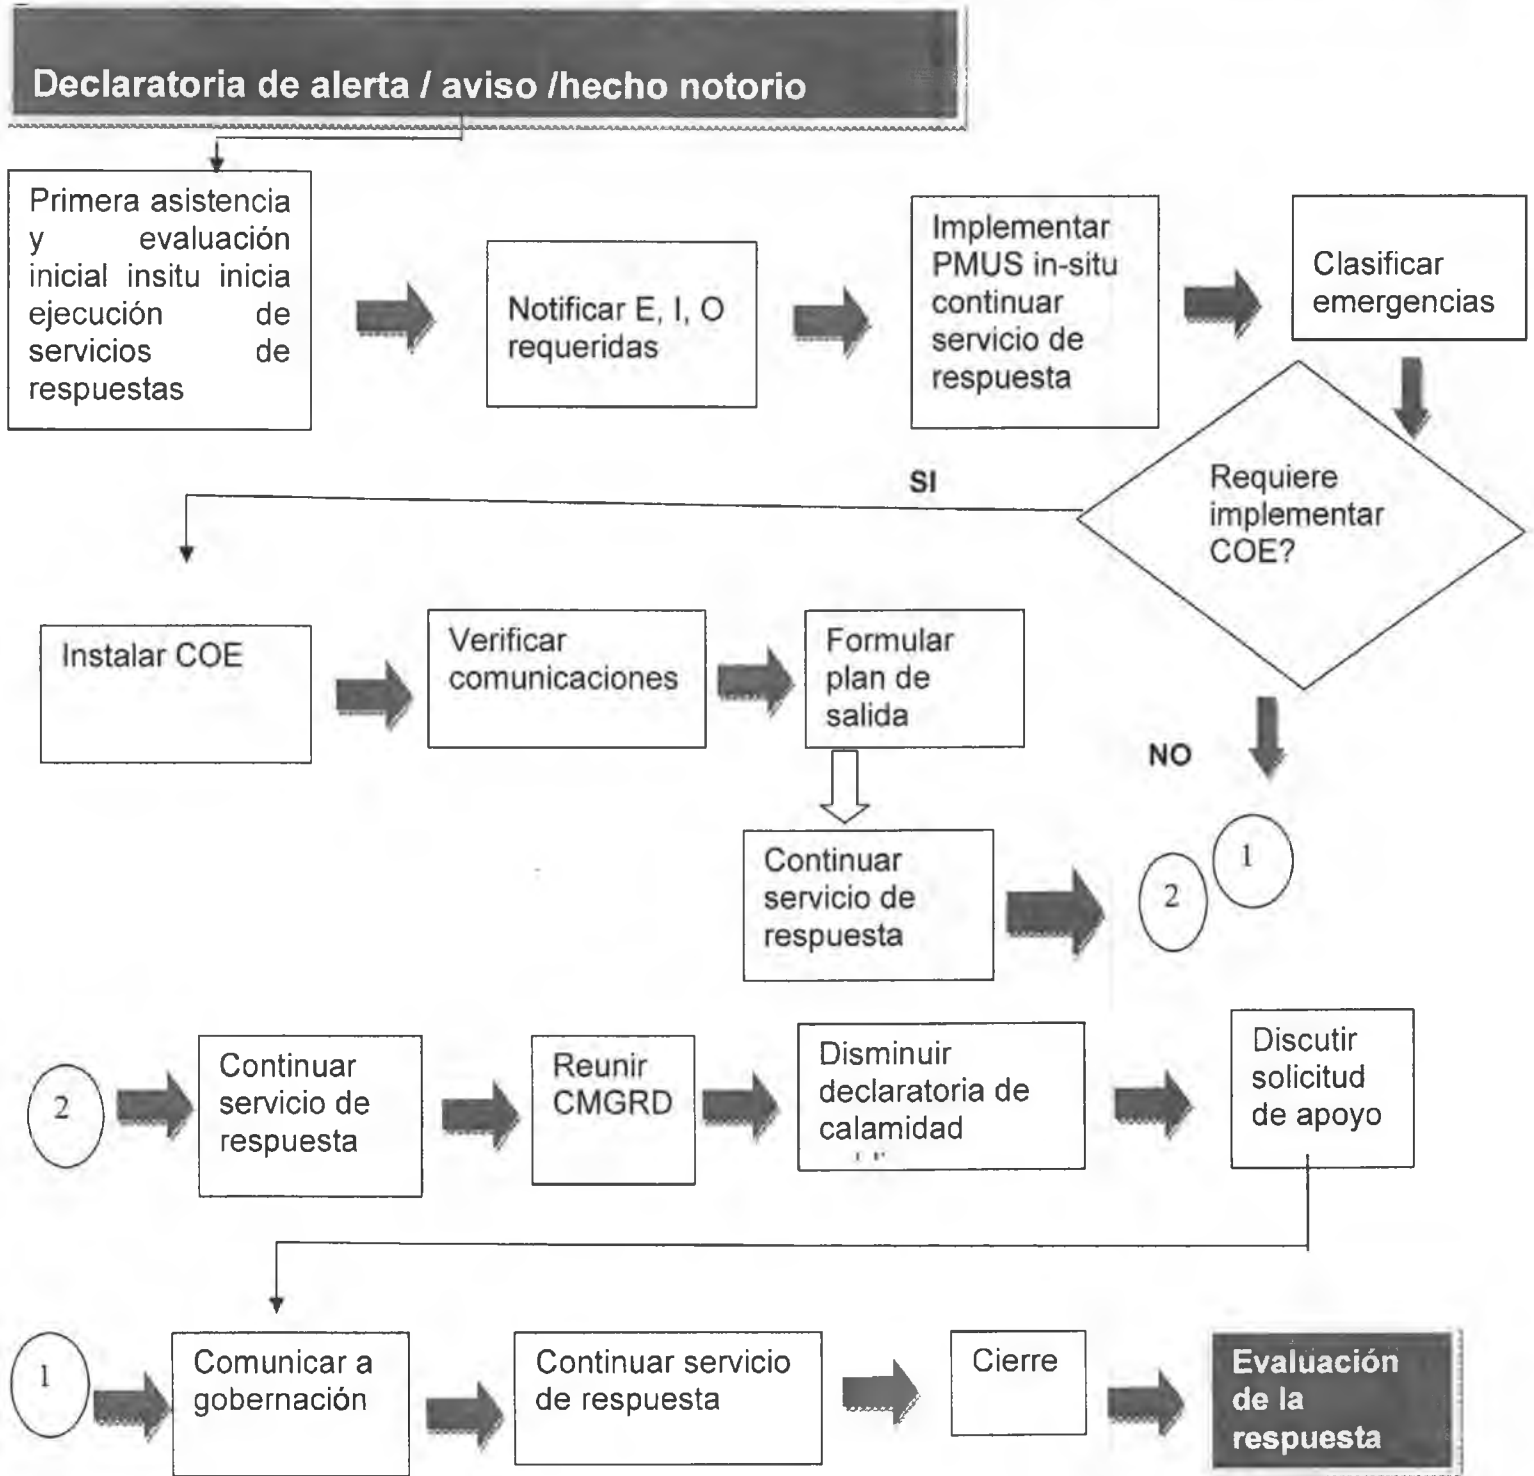 Declaratoria de alerta / aviso /hecho notorio
Primera asistencia
y evaluación
inicial insitu inicia
ejecución de
servicios de
respuestas
Notificar E, I, O
requeridas
Implementar
PMUS in-situ
continuar
servicio de
respuesta
Clasificar
emergencias
Requiere
implementar
COE?
SI
Instalar COE
Verificar
comunicaciones
Formular
plan de
salida
NO
Continuar
servicio de
respuesta
2
1
2
Continuar
servicio de
respuesta
Reunir
CMGRD
Disminuir
declaratoria de
calamidad
Discutir
solicitud
de apoyo
1
Comunicar a
gobernación
Continuar servicio
de respuesta
Cierre
Evaluación
de la
respuesta